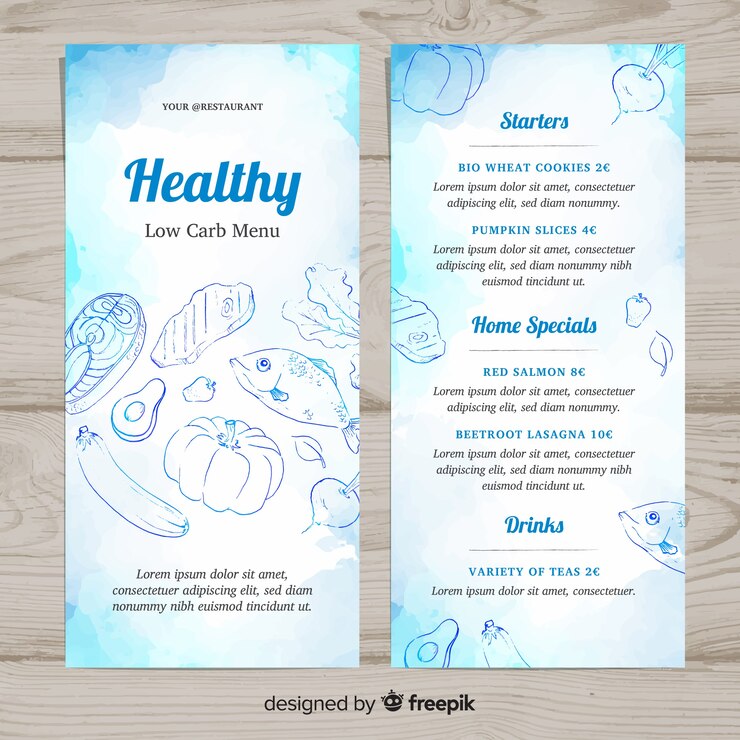 YOUR @RESTAURANT
Healthy
Low Carb Menu
Lorem ipsum dolor sit amet,
consectetuer adipiscing elit, sed
diam nonummy nibh euismod.
Starters
BIO WHEAT COOKIES 2€
Lorem ipsum dolor sit amet, consectetuer
adipiscing elit, sed diam nonummy.
PUMPKIN SLICES 4€
Lorem ipsum dolor sit amet, consectetuer
adipiscing elit, sed diam nonummy nibh
euismod tincidunt ut.
Home Specials
RED SALMON 8€
Lorem ipsum dolor sit amet, consectetuer
adipiscing elit, sed diam nonummy.
BEETROOT LASAGNA 10€
Lorem ipsum dolor sit amet, consectetuer
adipiscing elit, sed diam nonummy nibh
euismod tincidunt ut.
Drinks
VARIETY OF TEAS 2€
Lorem ipsum dolor sit amet, consectetuer.
designed by freepik